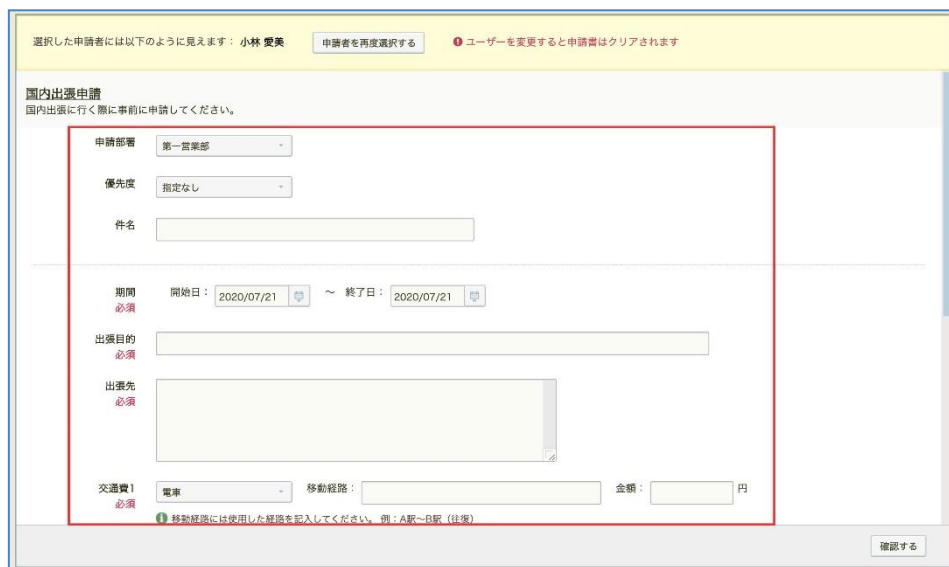 選択した申請者には以下のように見えます： 小林 愛美 申請者を再度選択する ユーザーを変更すると申請書はクリアされます
国内出張申請
国内出張に行く際に事前に申請してください。
申請部署 第一営業部
優先度 指定なし
件名
期間 開始日： 2020/07/21 ～ 終了日： 2020/07/21
必須
出張目的
必須
出張先
必須
交通費1 電車 移動経路： 金額： 円
必須
移動経路には使用した経路を記入してください。 例：A駅～B駅（往復）
確認する